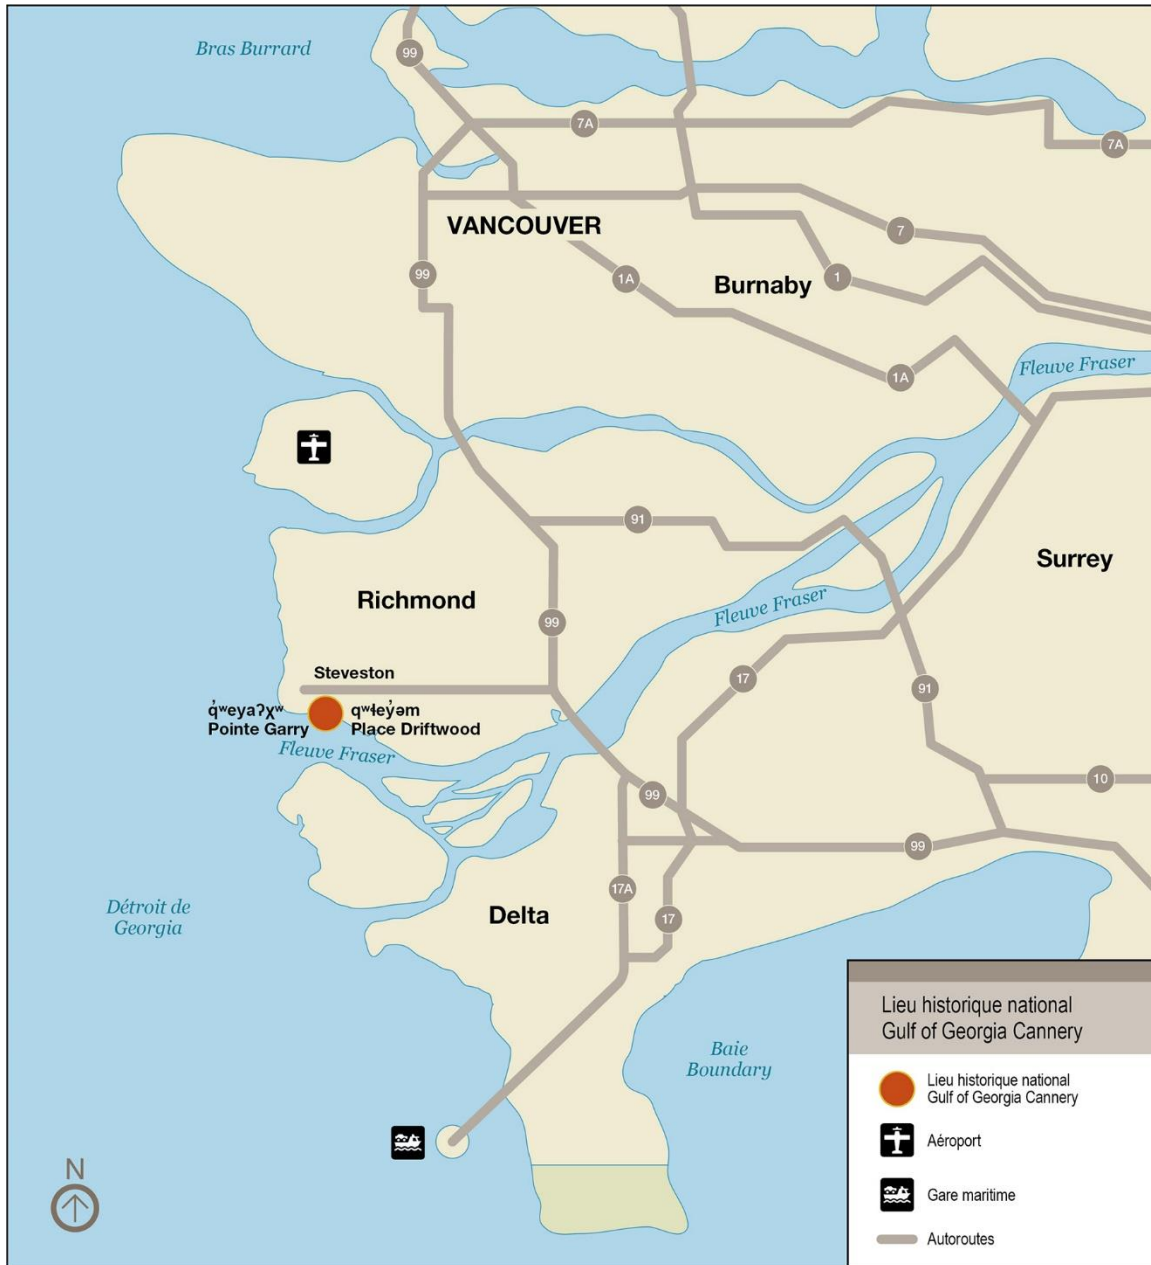 Bras Burrard
99
7A
7A
VANCOUVER
7
99
1A
Burnaby
1
1A
Fleuve Fraser
91
Surrey
Richmond
99
Fleuve Fraser
Steveston
17
91
q̓ʷeyaʔχʷ
Pointe Garry
qʷɬey̓əm
Place Driftwood
Fleuve Fraser
99
10
99
17A
17
Détroit de
Georgia
Delta
Baie
Boundary
N
Lieu historique national
Gulf of Georgia Cannery
Lieu historique national
Gulf of Georgia Cannery
Aéroport
Gare maritime
Autoroutes